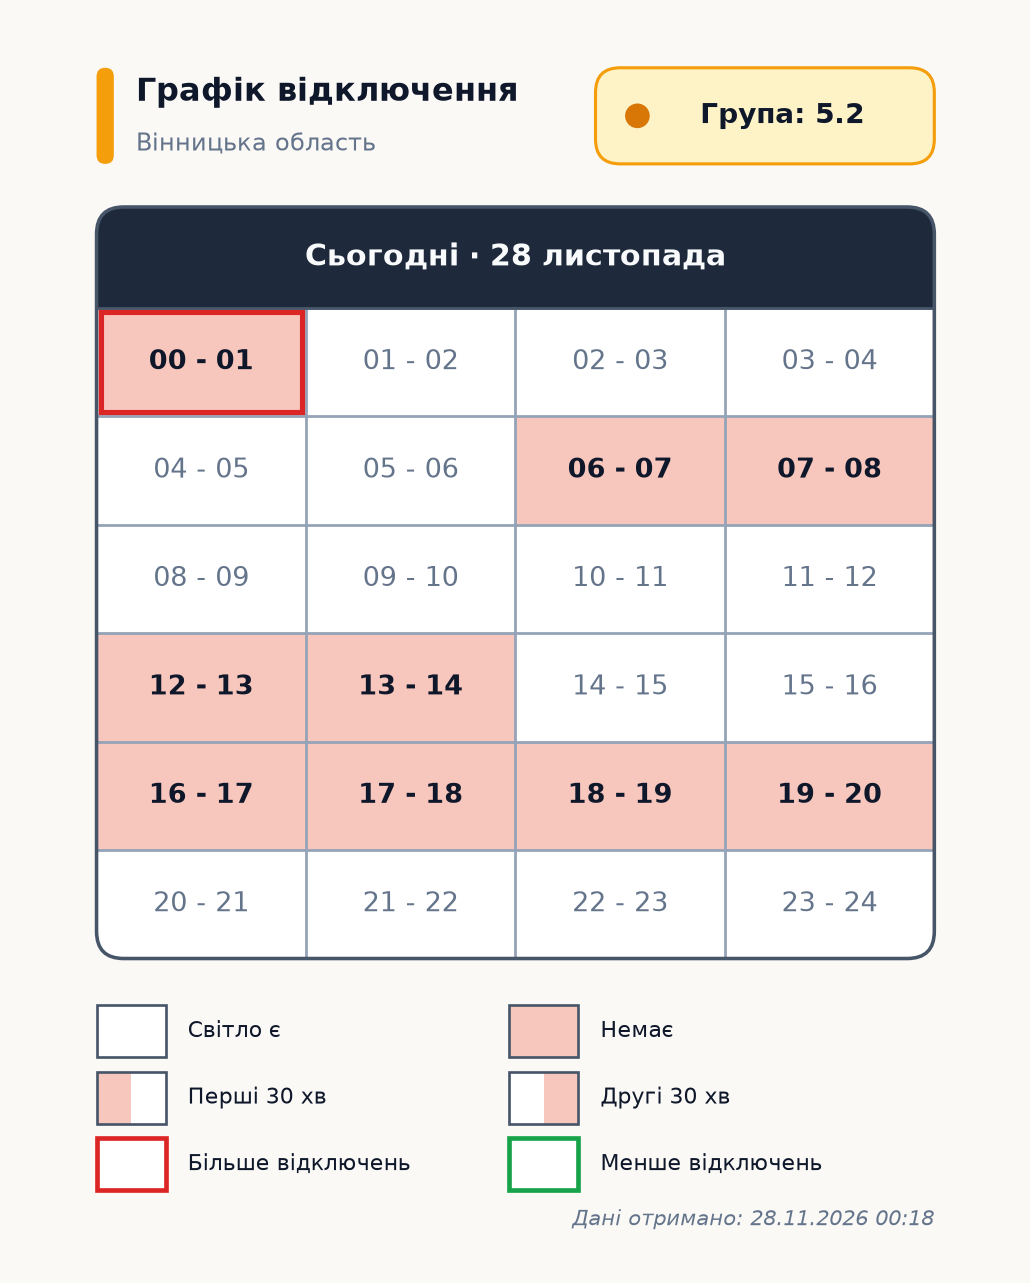 Графік відключення
Вінницька область
Група: 5.2
Сьогодні · 28 листопада
00 - 01 01 - 02 02 - 03 03 - 04
04 - 05 05 - 06 06 - 07 07 - 08
08 - 09 09 - 10 10 - 11 11 - 12
12 - 13 13 - 14 14 - 15 15 - 16
16 - 17 17 - 18 18 - 19 19 - 20
20 - 21 21 - 22 22 - 23 23 - 24
Світло є Немає
Перші 30 хв Другі 30 хв
Більше відключень Менше відключень
Дані отримано: 28.11.2026 00:18